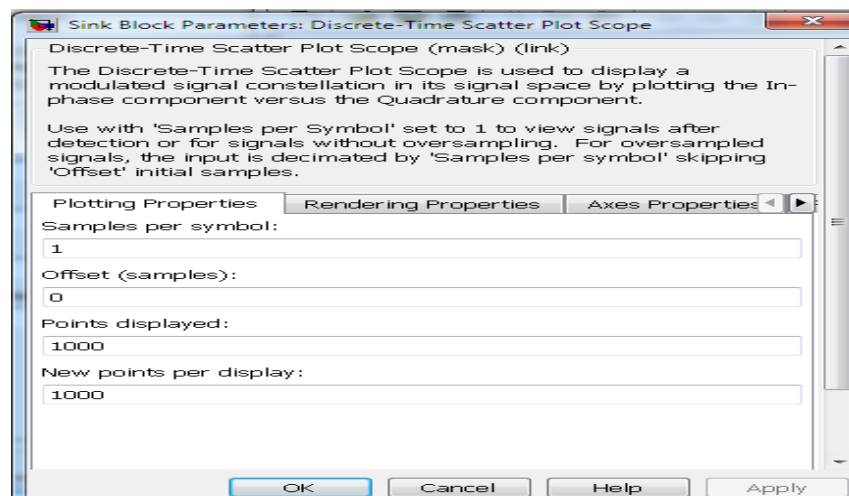 Sink Block Parameters: Discrete-Time Scatter Plot Scope
Discrete-Time Scatter Plot Scope (mask) (link)
The Discrete-Time Scatter Plot Scope is used to display a
modulated signal constellation in its signal space by plotting the In-
phase component versus the Quadrature component.
Use with 'Samples per Symbol' set to 1 to view signals after
detection or for signals without oversampling. For oversampled
signals, the input is decimated by 'Samples per symbol' skipping
'Offset' initial samples.
Plotting Properties Rendering Properties Axes Properties
Samples per symbol:
1
Offset (samples):
0
Points displayed:
1000
New points per display:
1000
OK Cancel Help Apply